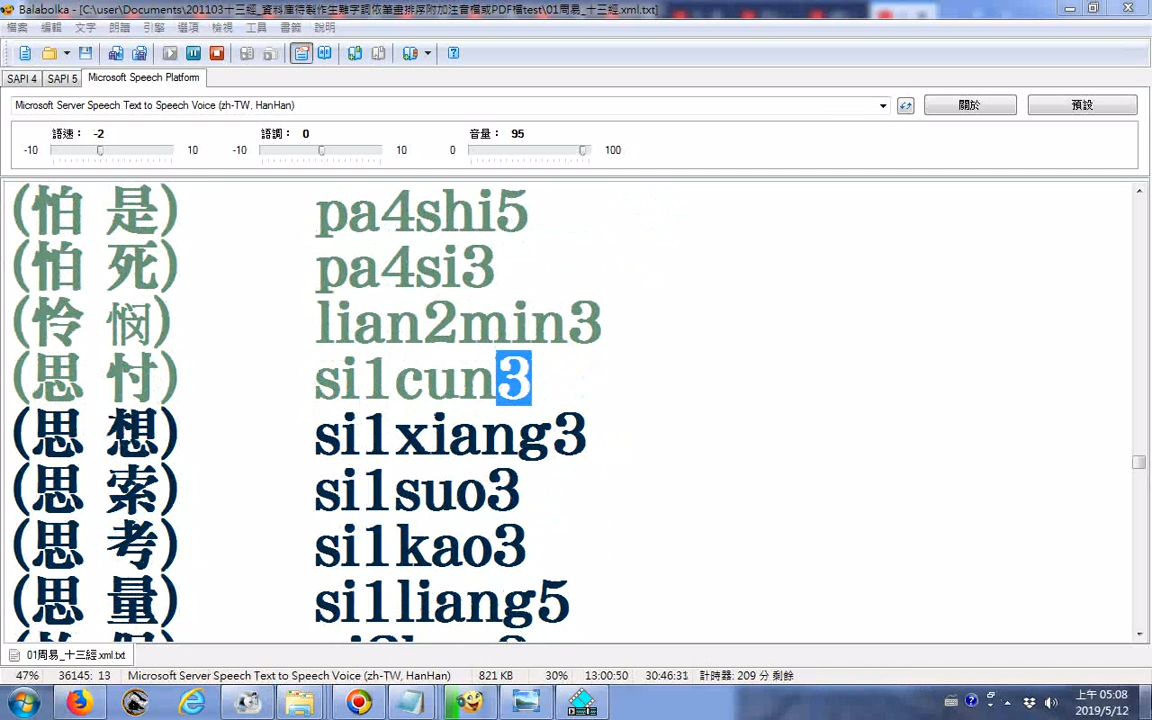 Balabolka - [C:\user\Documents\201103十三經_資料庫待製作生難字詞依筆畫排序附加注音檔或PDF檔test\01周易_十三經.xml.txt]
檔案 編輯 文字 朗讀 引擎 選項 檢視 工具 書籤 說明
SAPI 4 SAPI 5 Microsoft Speech Platform
Microsoft Server Speech Text to Speech Voice (zh-TW, HanHan) 關於 預設
語速： -2 語調： 0 音量： 95
-10 10 -10 10 0 100
(怕 是) pa4shi5
(怕 死) pa4si3
(怜 悯) lian2min3
(思 忖) si1cun3
(思 想) si1xiang3
(思 索) si1suo3
(思 考) si1kao3
(思 量) si1liang5
01周易_十三經.xml.txt
47% 36145: 13 Microsoft Server Speech Text to Speech Voice (zh-TW, HanHan) 821 KB 30% 13:00:50 30:46:31 計時器: 209 分 剩餘
上午 05:08
2019/5/12